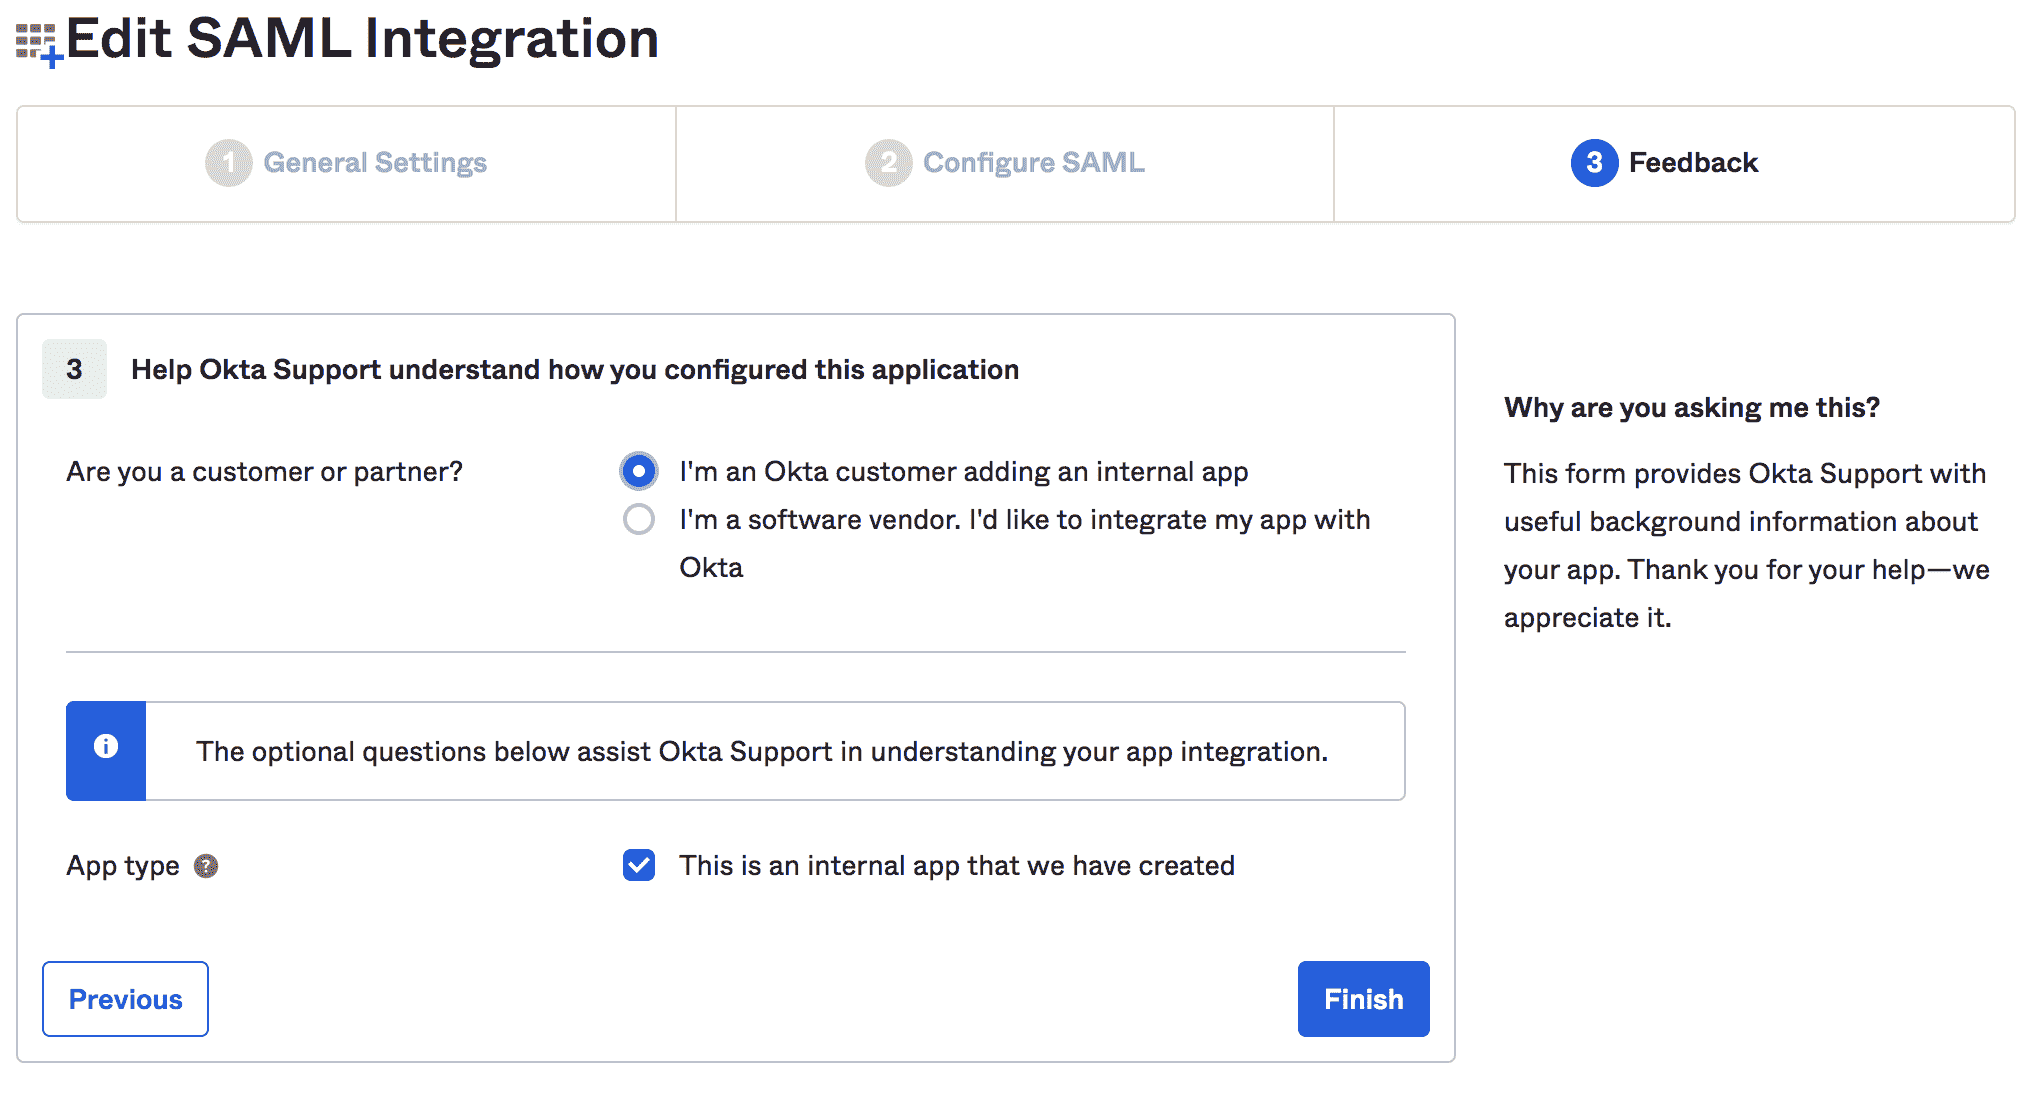 Edit SAML Integration
1 General Settings
2 Configure SAML
3 Feedback
3 Help Okta Support understand how you configured this application
Are you a customer or partner?
I'm an Okta customer adding an internal app
I'm a software vendor. I'd like to integrate my app with
Okta
The optional questions below assist Okta Support in understanding your app integration.
App type ?
This is an internal app that we have created
Previous
Finish
Why are you asking me this?
This form provides Okta Support with
useful background information about
your app. Thank you for your help—we
appreciate it.